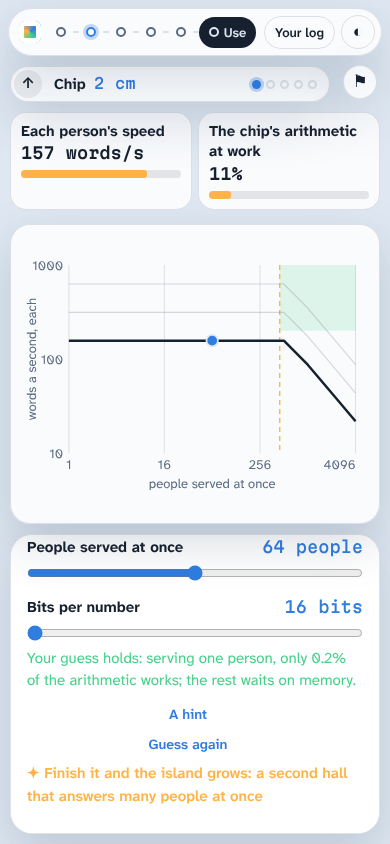 Use
Your log
Chip 2 cm
Each person's speed
157 words/s
The chip's arithmetic
at work
11%
1000
100
10
words a second, each
1
16
256
4096
people served at once
People served at once
64 people
Bits per number
16 bits
Your guess holds: serving one person, only 0.2%
of the arithmetic works; the rest waits on memory.
A hint
Guess again
✦ Finish it and the island grows: a second hall
that answers many people at once